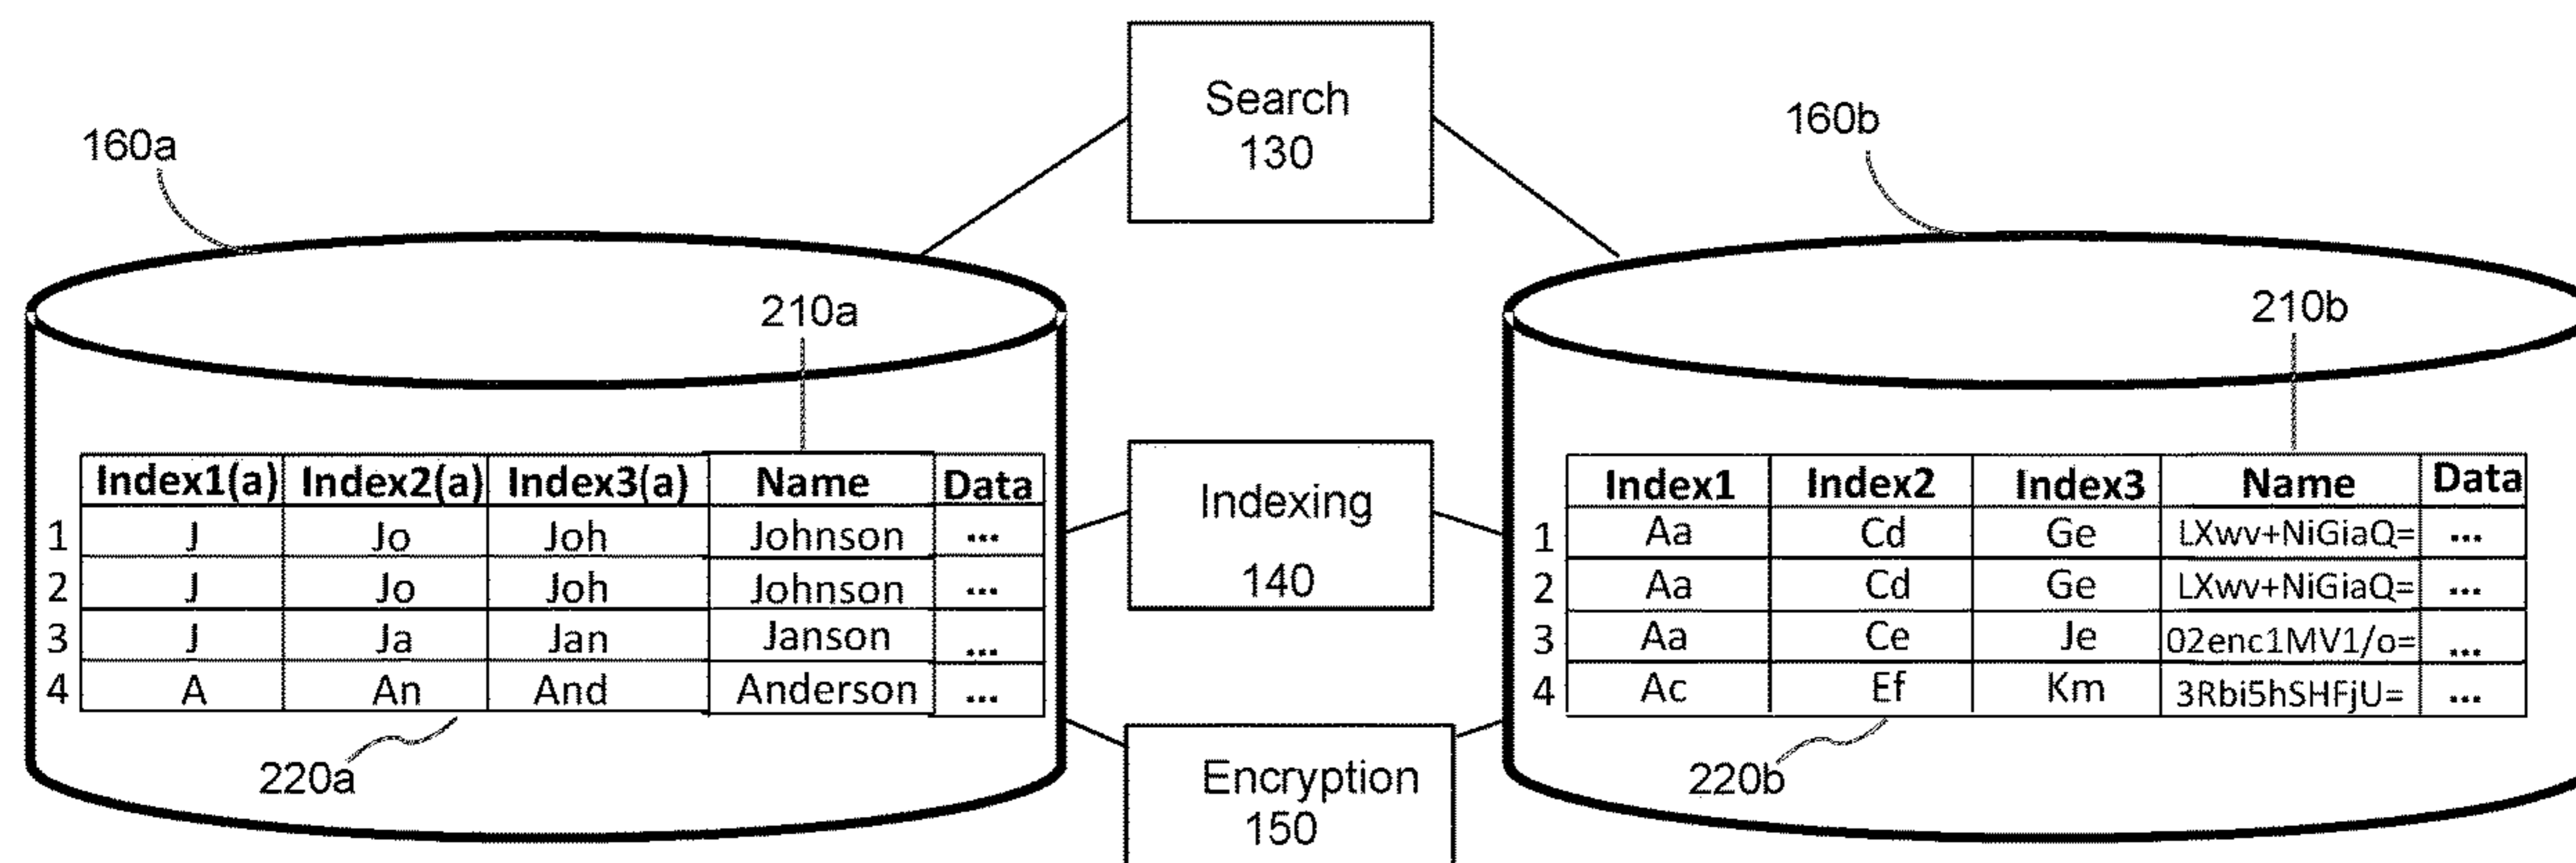 Search
130
160a
160b
210a
210b
Index1(a) Index2(a) Index3(a) Name Data
1 J Jo Joh Johnson ...
2 J Jo Joh Johnson ...
3 J Ja Jan Janson ...
4 A An And Anderson ...
220a
Indexing
140
Index1 Index2 Index3 Name Data
1 Aa Cd Ge LXwv+NiGiaQ= ...
2 Aa Cd Ge LXwv+NiGiaQ= ...
3 Aa Ce Je 02enc1MV1/o= ...
4 Ac Ef Km 3Rbi5hSHFjU= ...
220b
Encryption
150